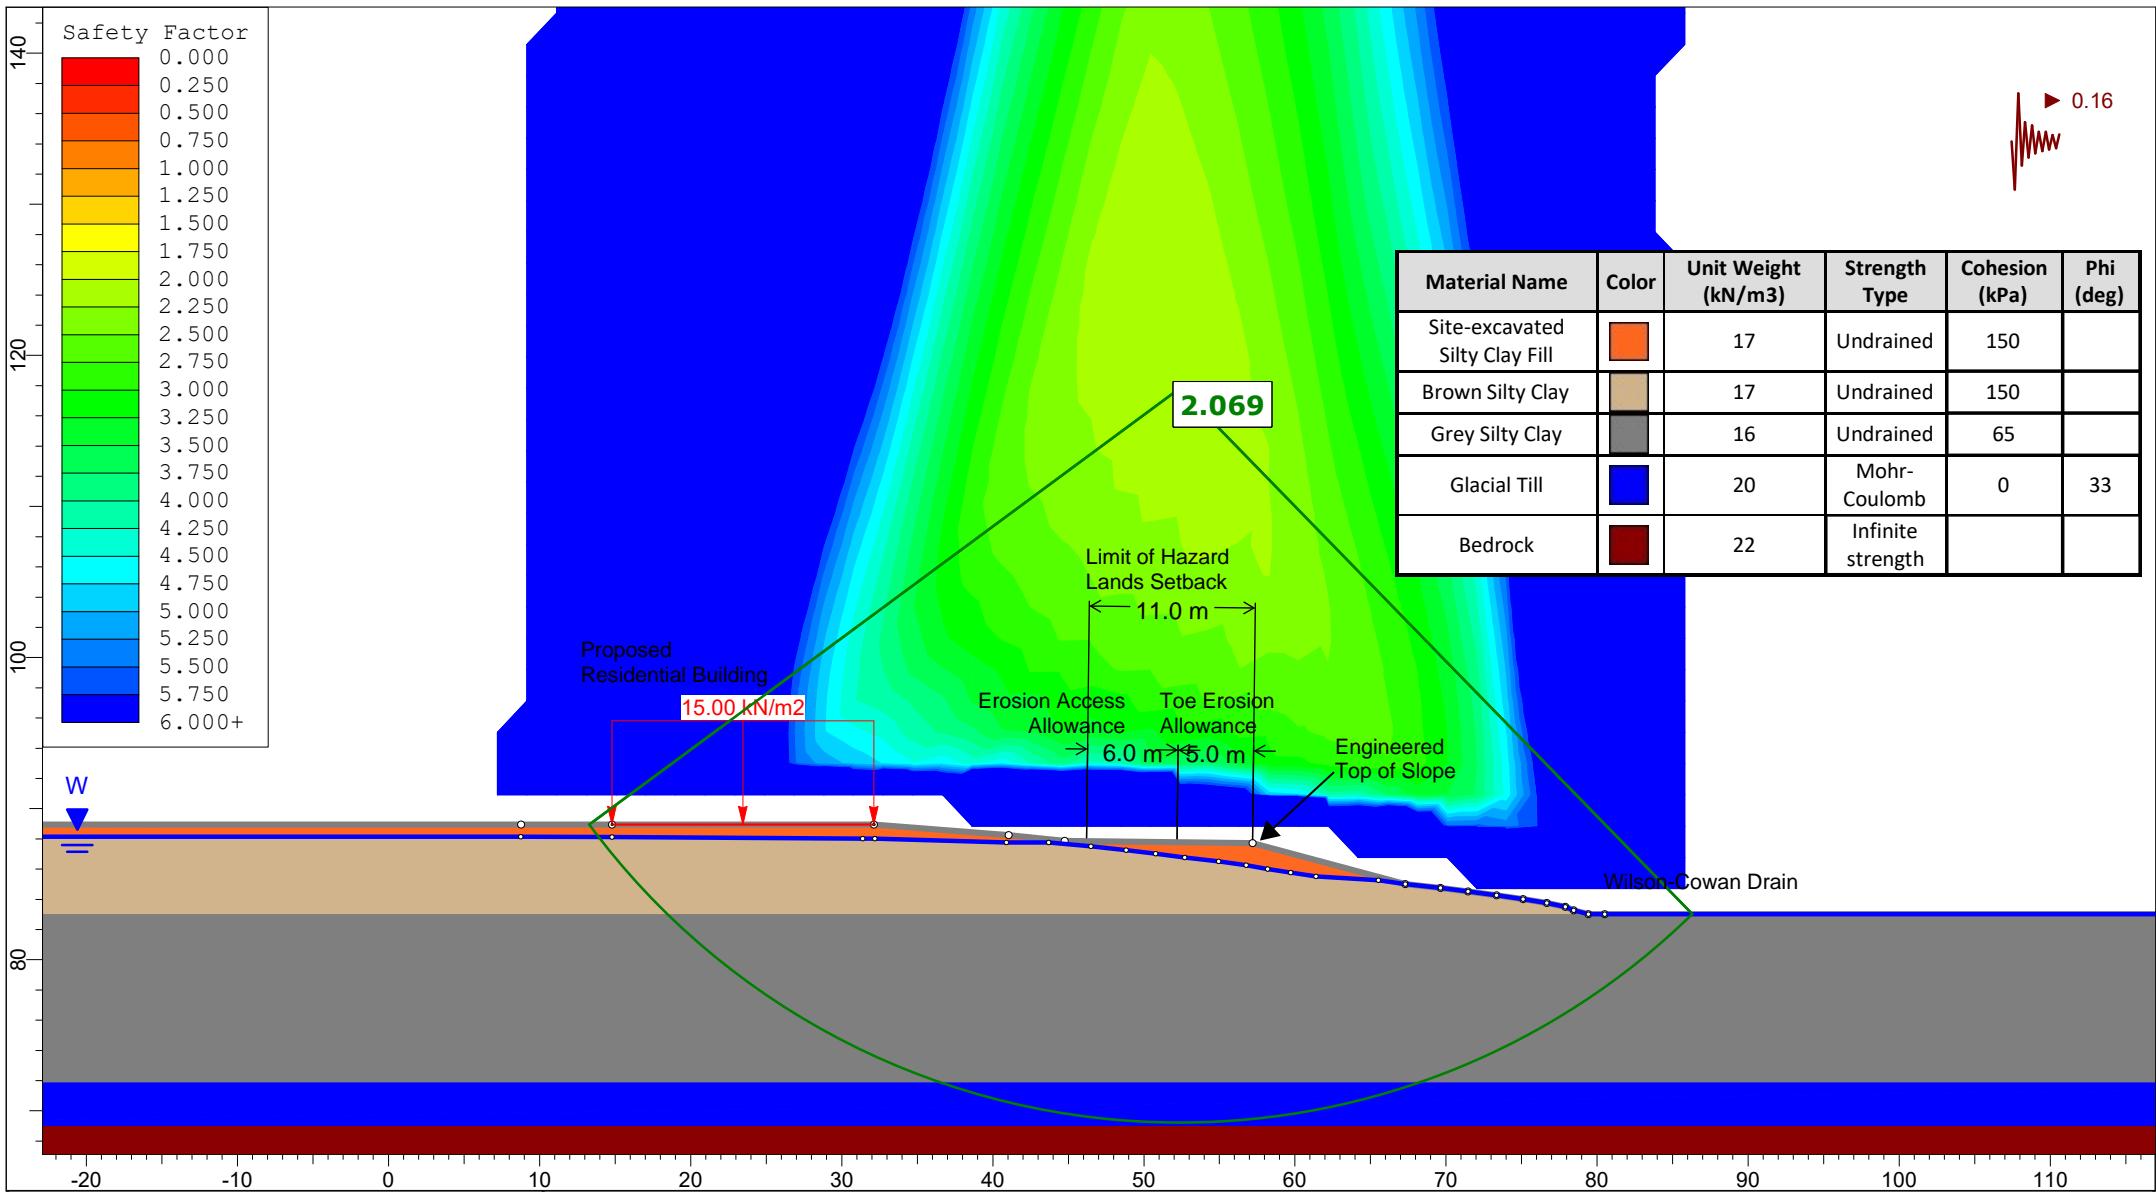 Safety Factor
0.000
0.250
0.500
0.750
1.000
1.250
1.500
1.750
2.000
2.250
2.500
2.750
3.000
3.250
3.500
3.750
4.000
4.250
4.500
4.750
5.000
5.250
5.500
5.750
6.000+
140
120
100
80
0.16
Material Name Color Unit Weight (kN/m3) Strength Type Cohesion (kPa) Phi (deg)
Site-excavated Silty Clay Fill 17 Undrained 150
Brown Silty Clay 17 Undrained 150
Grey Silty Clay 16 Undrained 65
Glacial Till 20 Mohr-Coulomb 0 33
Bedrock 22 Infinite strength
2.069
Limit of Hazard
Lands Setback
11.0 m
Proposed
Residential Building
15.00 kN/m2
Erosion Access
Allowance
6.0 m
Toe Erosion
Allowance
5.0 m
Engineered
Top of Slope
W
Wilson-Cowan Drain
-20 -10 0 10 20 30 40 50 60 70 80 90 100 110